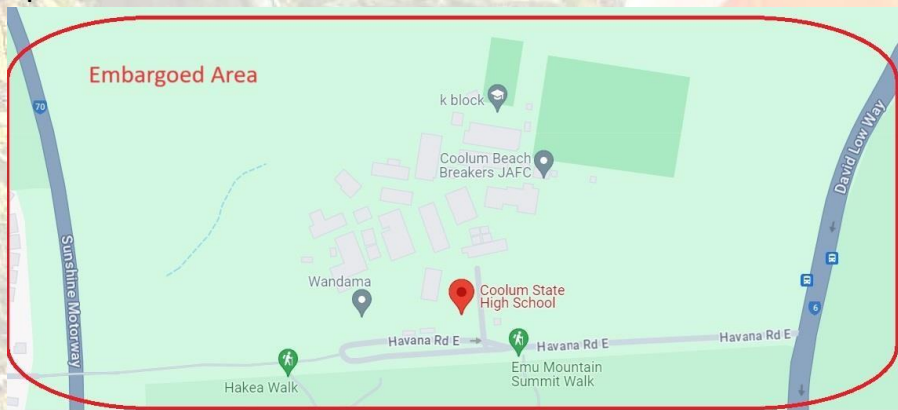 Embargoed Area
70
k block
Coolum Beach
Breakers JAFC
David Low Way
Sunshine Motorway
Wandama
Coolum State
High School
6
Havana Rd E
Havana Rd E
Havana Rd E
Emu Mountain
Summit Walk
Hakea Walk